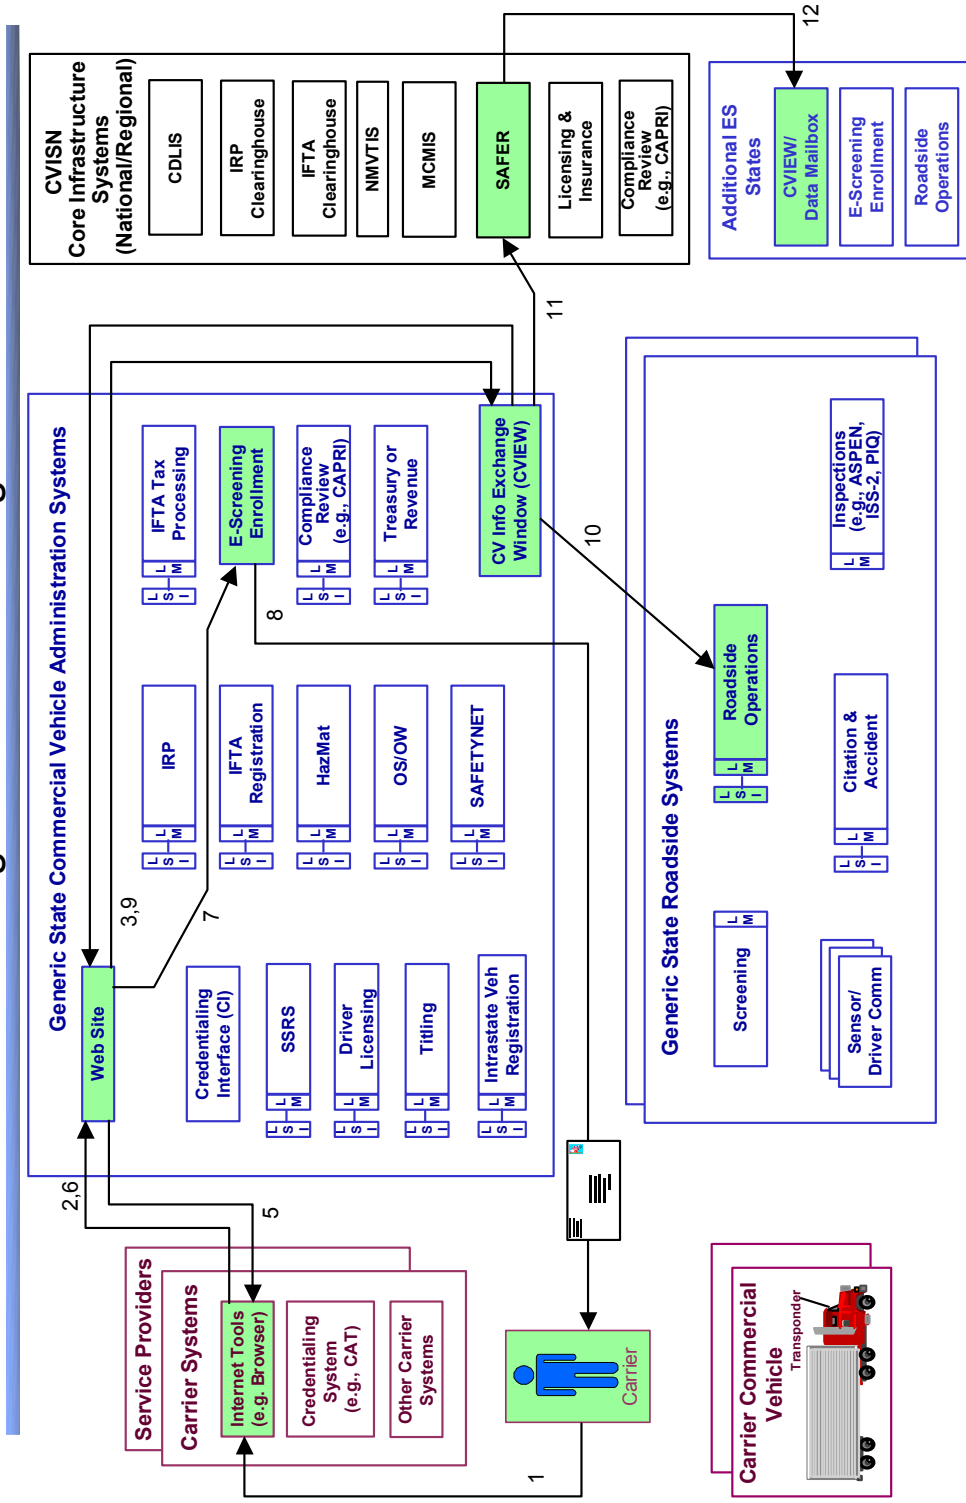 Service Providers
Carrier Systems
Internet Tools
(e.g. Browser)
Credentialing
System
(e.g., CAT)
Other Carrier
Systems
Carrier
1
2,6
5
Carrier Commercial
Vehicle
Transponder
Generic State Commercial Vehicle Administration Systems
Web Site
3,9
7
8
Credentialing
Interface (CI)
SSRS
L
M
L
S
I
Driver
Licensing
L
M
L
S
I
Titling
L
M
L
S
I
Intrastate Veh
Registration
L
M
L
S
I
IRP
L
M
L
S
I
IFTA
Registration
L
M
L
S
I
HazMat
L
M
L
S
I
OS/OW
L
M
L
S
I
SAFETYNET
L
M
L
S
I
IFTA Tax
Processing
L
M
L
S
I
E-Screening
Enrollment
Compliance
Review
(e.g., CAPRI)
L
M
L
S
I
Treasury or
Revenue
L
M
L
S
I
CV Info Exchange
Window (CVIEW)
10
11
Generic State Roadside Systems
Screening
L
M
Sensor/
Driver Comm
Roadside
Operations
L
M
L
S
I
Citation &
Accident
L
M
L
S
I
Inspections
(e.g., ASPEN,
ISS-2, PIQ)
L
M
CVISN
Core Infrastructure
Systems
(National/Regional)
CDLIS
IRP
Clearinghouse
IFTA
Clearinghouse
NMVTIS
MCMIS
SAFER
Licensing &
Insurance
Compliance
Review
(e.g., CAPRI)
12
Additional ES
States
CVIEW/
Data Mailbox
E-Screening
Enrollment
Roadside
Operations